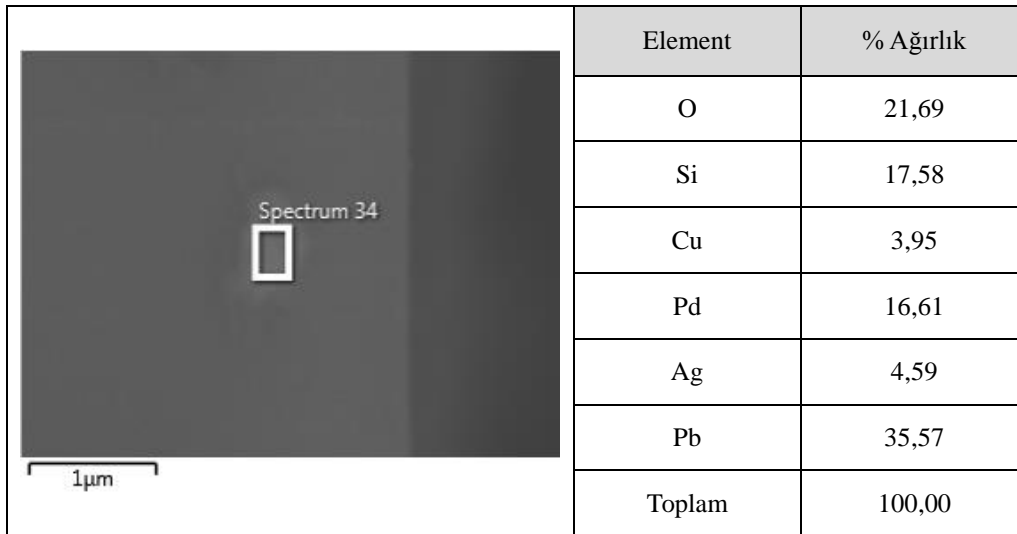 Spectrum 34
1µm
Element % Ağırlık
O 21,69
Si 17,58
Cu 3,95
Pd 16,61
Ag 4,59
Pb 35,57
Toplam 100,00